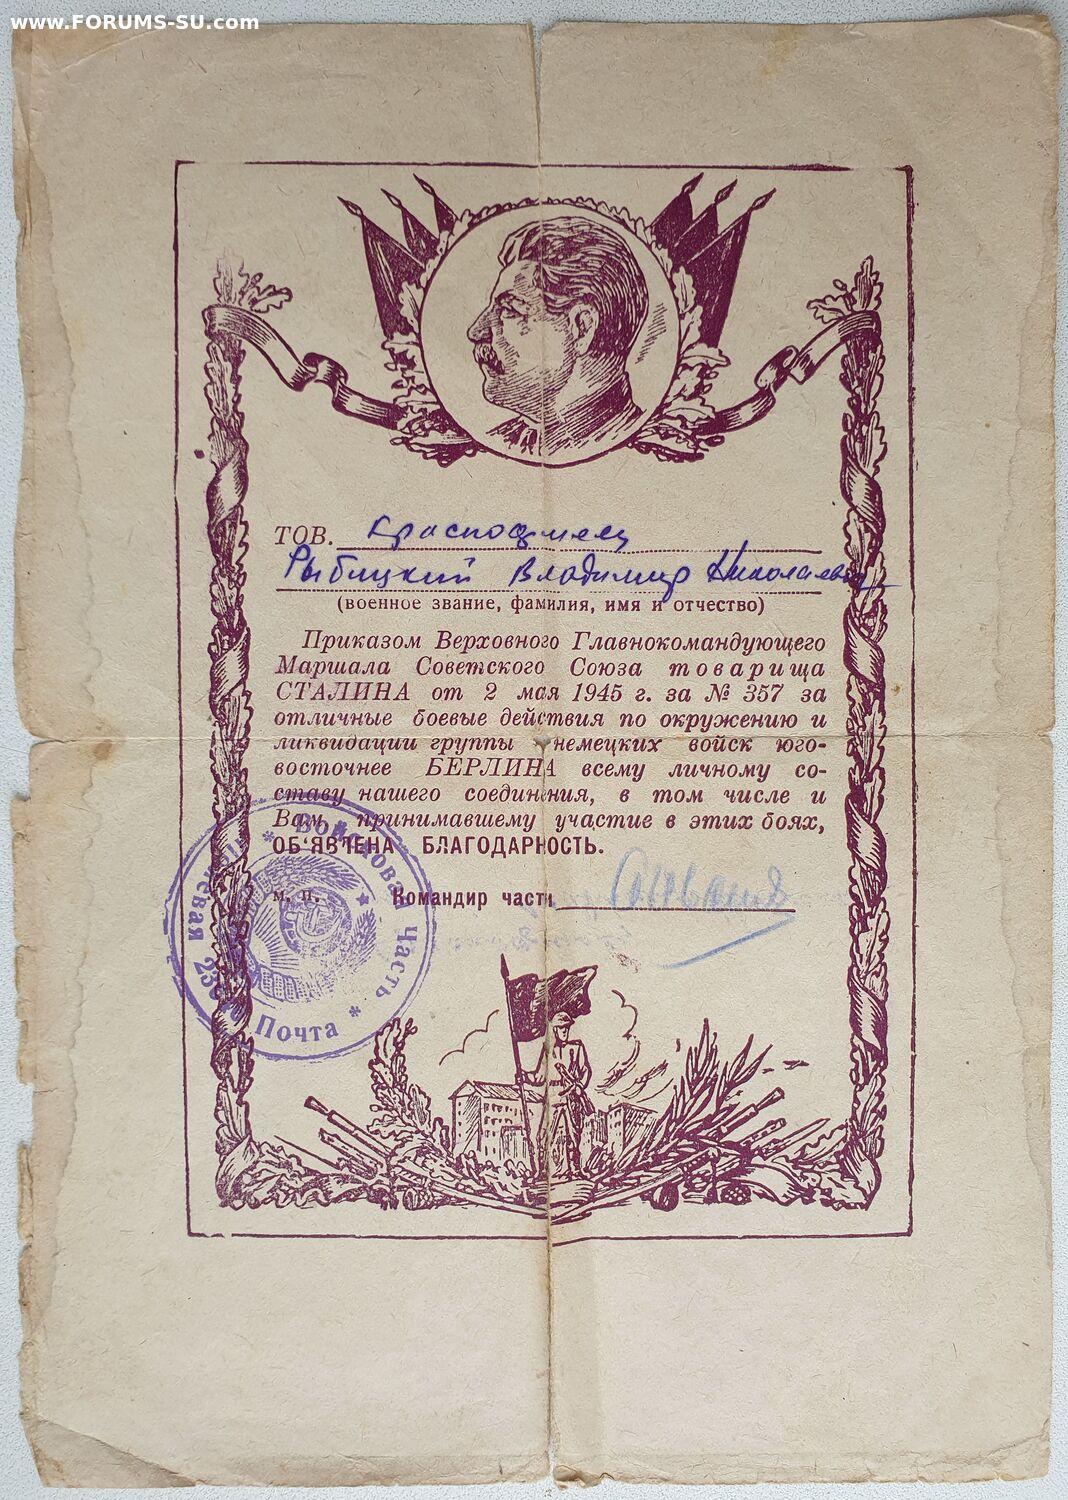 www.FORUMS-SU.com
ТОВ. Красноармеец
Рыбицкий Владимир Николаевич
(военное звание, фамилия, имя и отчество)
Приказом Верховного Главнокомандующего
Маршала Советского Союза товарища
СТАЛИНА от 2 мая 1945 г. за № 357 за
отличные боевые действия по окружению и
ликвидации группы немецких войск юго-
восточнее БЕРЛИНА всему личному со-
ставу нашего соединения, в том числе и
Вам, принимавшему участие в этих боях,
ОБ'ЯВЛЕНА БЛАГОДАРНОСТЬ.
м. п. Командир части
* Войсковая часть *
Полевая Почта